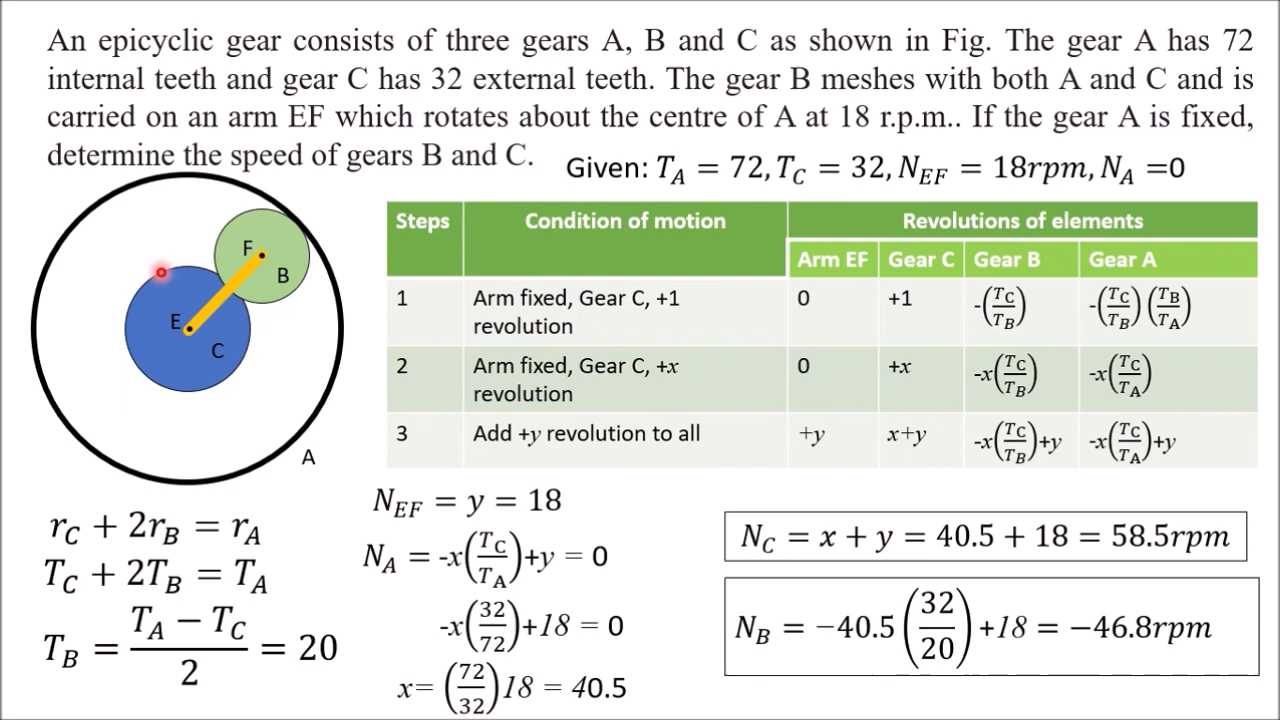 An epicyclic gear consists of three gears A, B and C as shown in Fig. The gear A has 72
internal teeth and gear C has 32 external teeth. The gear B meshes with both A and C and is
carried on an arm EF which rotates about the centre of A at 18 r.p.m.. If the gear A is fixed,
determine the speed of gears B and C.
Given: T_A = 72, T_C = 32, N_EF = 18rpm, N_A =0
F
B
E
C
A
Steps Condition of motion Revolutions of elements
Arm EF Gear C Gear B Gear A
1 Arm fixed, Gear C, +1 revolution 0 +1 -(T_C/T_B) -(T_C/T_B)(T_B/T_A)
2 Arm fixed, Gear C, +x revolution 0 +x -x(T_C/T_B) -x(T_C/T_A)
3 Add +y revolution to all +y x+y -x(T_C/T_B)+y -x(T_C/T_A)+y
r_C + 2r_B = r_A
T_C + 2T_B = T_A
T_B = (T_A − T_C)/2 = 20
N_EF = y = 18
N_A = -x(T_C/T_A)+y = 0
-x(32/72)+18 = 0
x= (72/32)18 = 40.5
N_C = x + y = 40.5 + 18 = 58.5rpm
N_B = −40.5(32/20)+18 = −46.8rpm